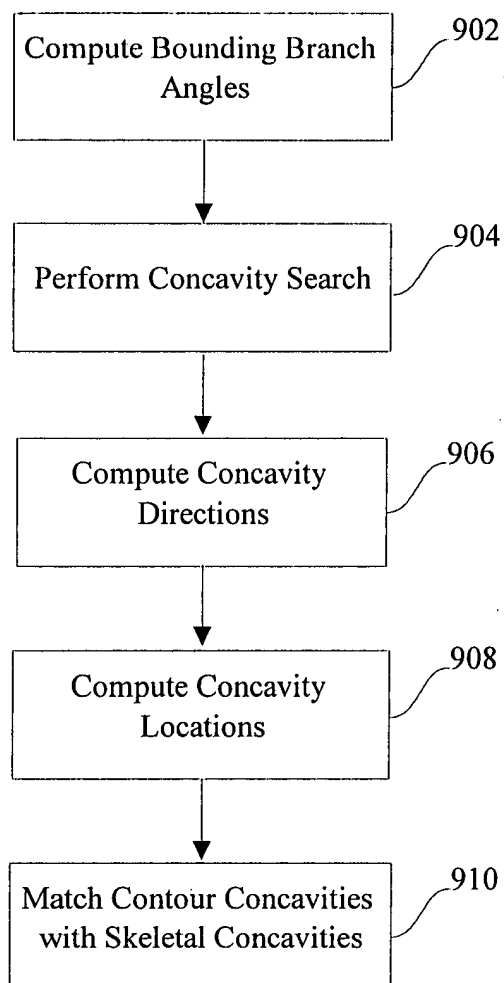 902
Compute Bounding Branch
Angles
904
Perform Concavity Search
906
Compute Concavity
Directions
908
Compute Concavity
Locations
910
Match Contour Concavities
with Skeletal Concavities